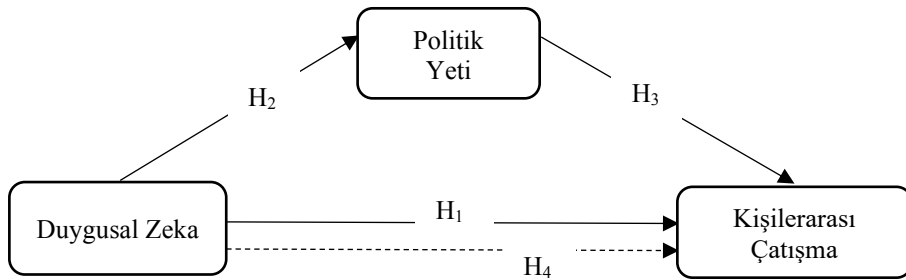 Politik
Yeti
H₂
H₃
Duygusal Zeka
H₁
Kişilerarası
Çatışma
H₄